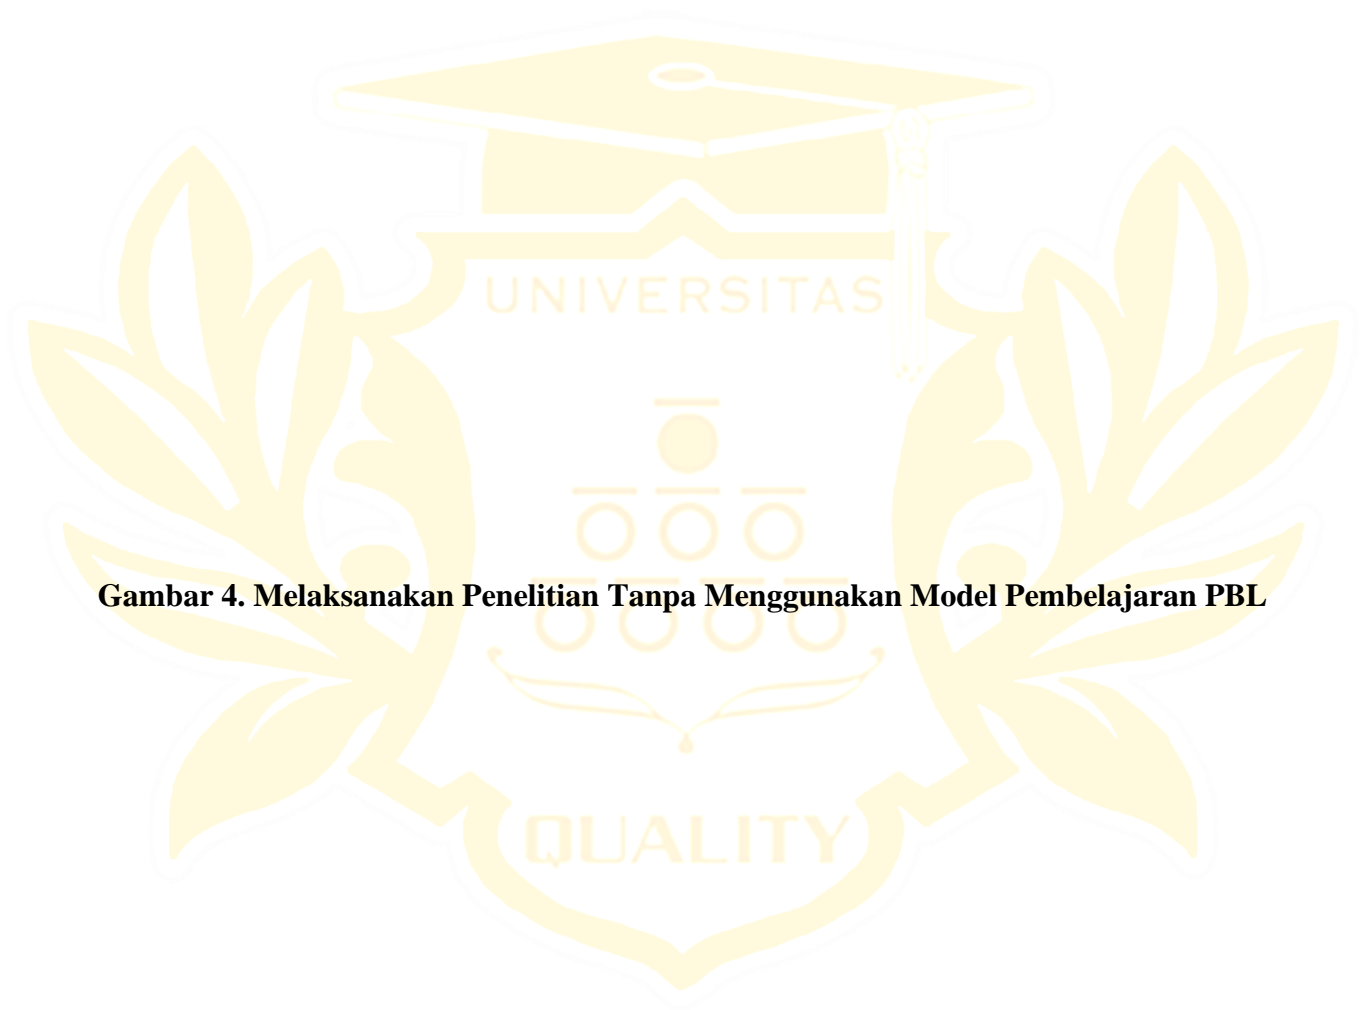 UNIVERSITAS
Gambar 4. Melaksanakan Penelitian Tanpa Menggunakan Model Pembelajaran PBL
QUALITY